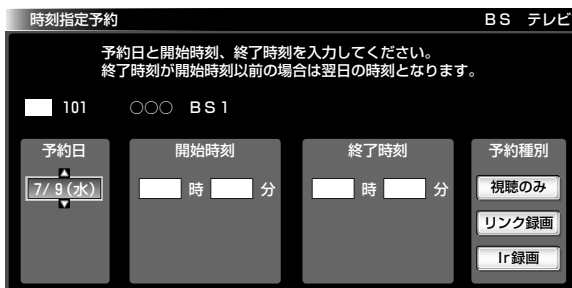 時刻指定予約 BS テレビ
予約日と開始時刻、終了時刻を入力してください。
終了時刻が開始時刻以前の場合は翌日の時刻となります。
101 ○○○ BS1
予約日 開始時刻 終了時刻 予約種別
7/ 9(水) 時 分 時 分 視聴のみ
リンク録画
Ir録画